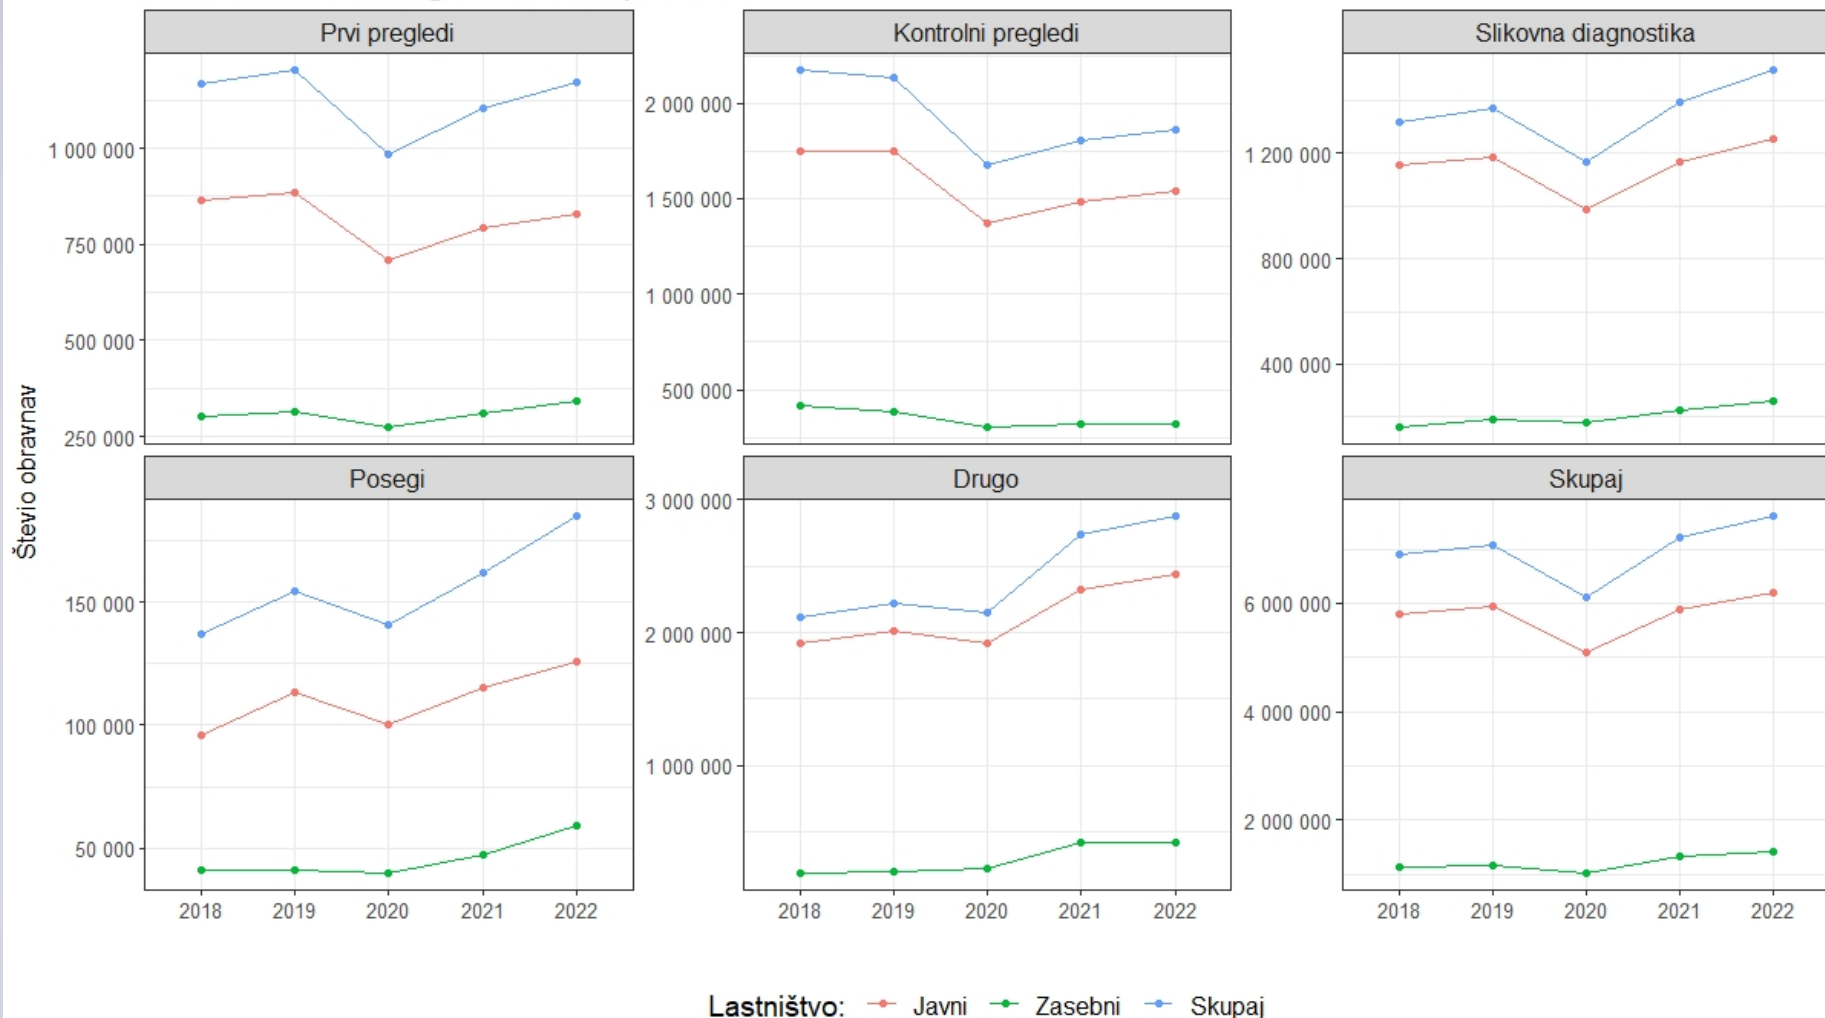 Prvi pregledi
Kontrolni pregledi
Slikovna diagnostika
1 000 000
750 000
500 000
250 000
2 000 000
1 500 000
1 000 000
500 000
1 200 000
800 000
400 000
Število obravnav
Posegi
Drugo
Skupaj
150 000
100 000
50 000
3 000 000
2 000 000
1 000 000
6 000 000
4 000 000
2 000 000
2018 2019 2020 2021 2022
2018 2019 2020 2021 2022
2018 2019 2020 2021 2022
Lastništvo: Javni Zasebni Skupaj